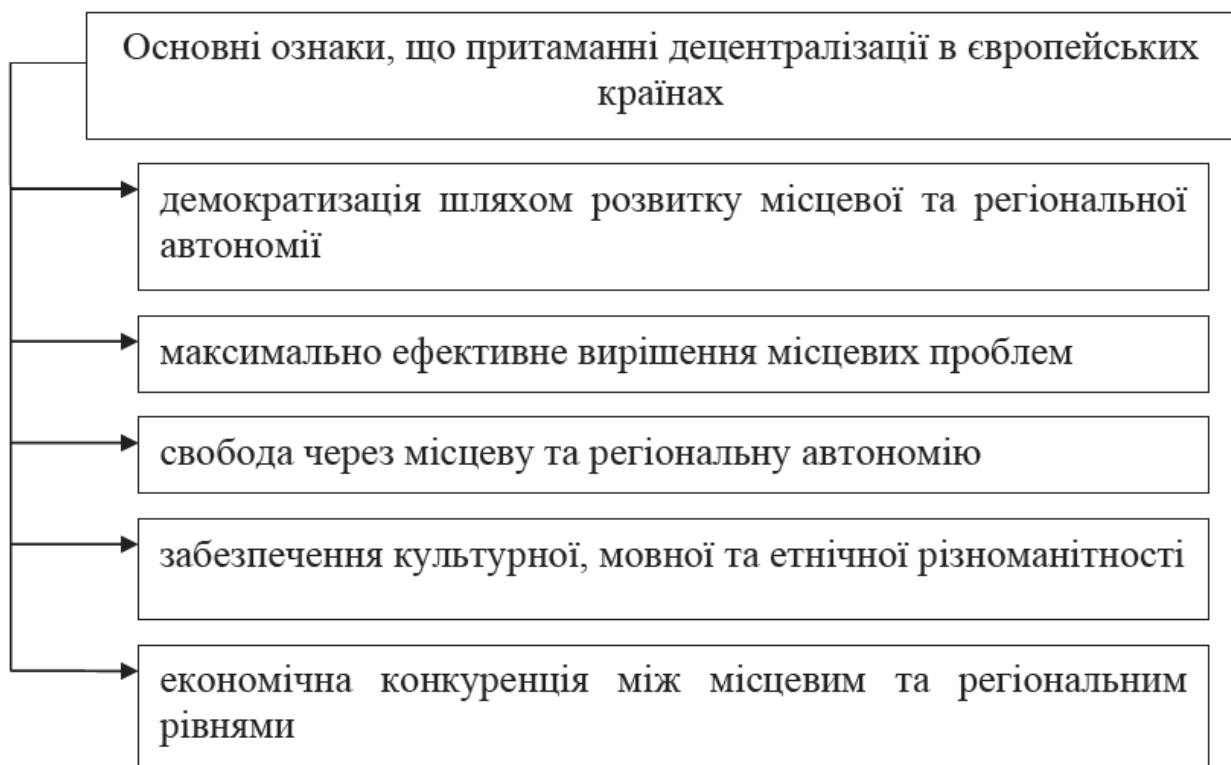 Основні ознаки, що притаманні децентралізації в європейських
країнах
демократизація шляхом розвитку місцевої та регіональної
автономії
максимально ефективне вирішення місцевих проблем
свобода через місцеву та регіональну автономію
забезпечення культурної, мовної та етнічної різноманітності
економічна конкуренція між місцевим та регіональним
рівнями